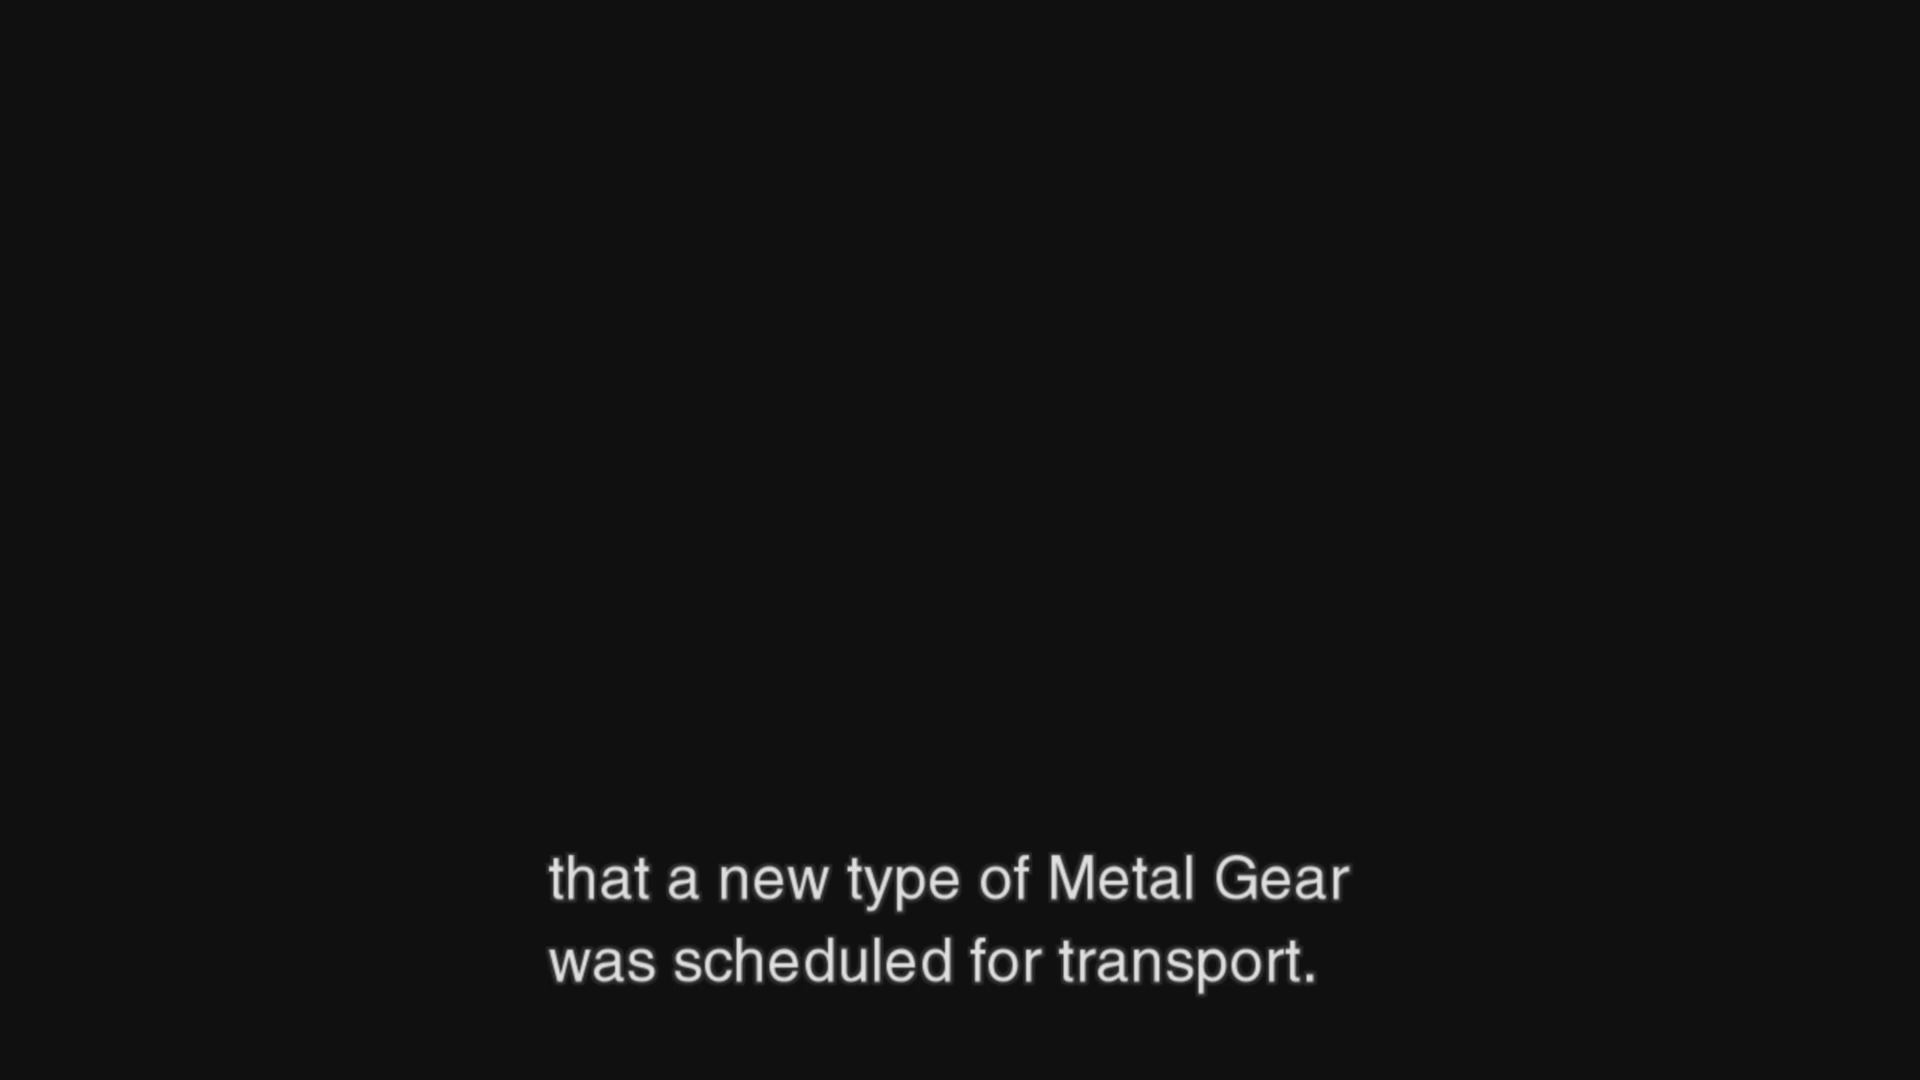 that a new type of Metal Gear
was scheduled for transport.